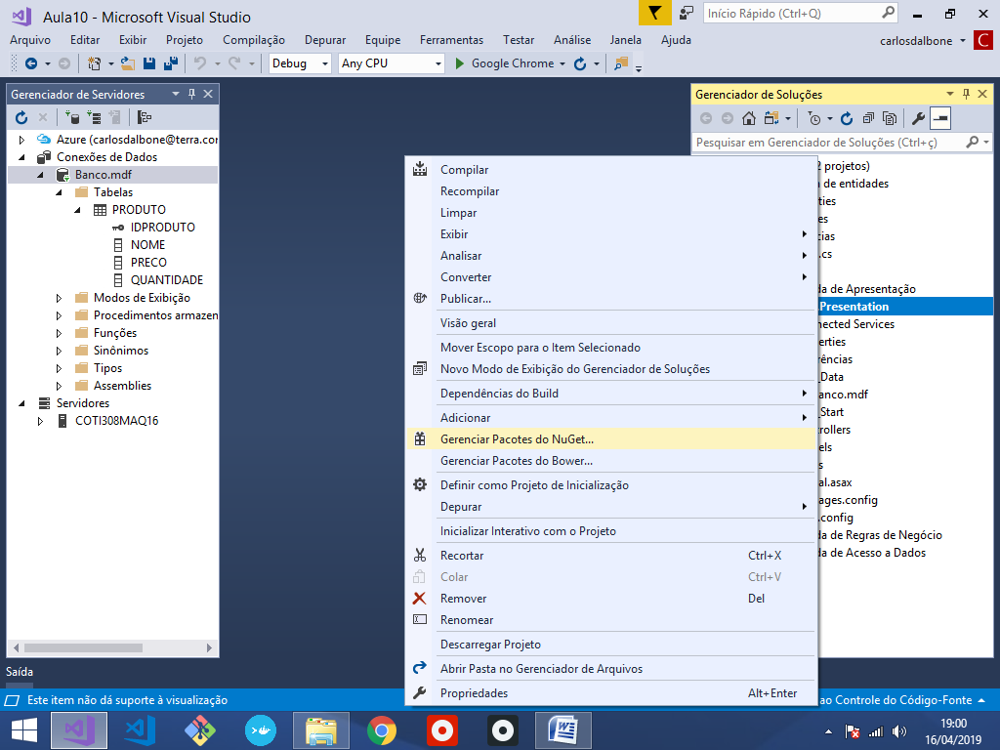 Aula10 - Microsoft Visual Studio
Início Rápido (Ctrl+Q)
Arquivo Editar Exibir Projeto Compilação Depurar Equipe Ferramentas Testar Análise Janela Ajuda
carlosdalbone C
Debug Any CPU Google Chrome
Gerenciador de Servidores
Azure (carlosdalbone@terra.com
Conexões de Dados
Banco.mdf
Tabelas
PRODUTO
IDPRODUTO
NOME
PRECO
QUANTIDADE
Modos de Exibição
Procedimentos armazen
Funções
Sinônimos
Tipos
Assemblies
Servidores
COTI308MAQ16
Compilar
Recompilar
Limpar
Exibir
Analisar
Converter
Publicar...
Visão geral
Mover Escopo para o Item Selecionado
Novo Modo de Exibição do Gerenciador de Soluções
Dependências do Build
Adicionar
Gerenciar Pacotes do NuGet...
Gerenciar Pacotes do Bower...
Definir como Projeto de Inicialização
Depurar
Inicializar Interativo com o Projeto
Recortar Ctrl+X
Colar Ctrl+V
Remover Del
Renomear
Descarregar Projeto
Abrir Pasta no Gerenciador de Arquivos
Propriedades Alt+Enter
Gerenciador de Soluções
Pesquisar em Gerenciador de Soluções (Ctrl+ç)
2 projetos)
a de entidades
ties
es
cias
.cs
da de Apresentação
.Presentation
nected Services
erties
rências
_Data
anco.mdf
_Start
rollers
els
s
al.asax
ages.config
.config
da de Regras de Negócio
da de Acesso a Dados
Saída
Este item não dá suporte à visualização
ao Controle do Código-Fonte
19:00
16/04/2019